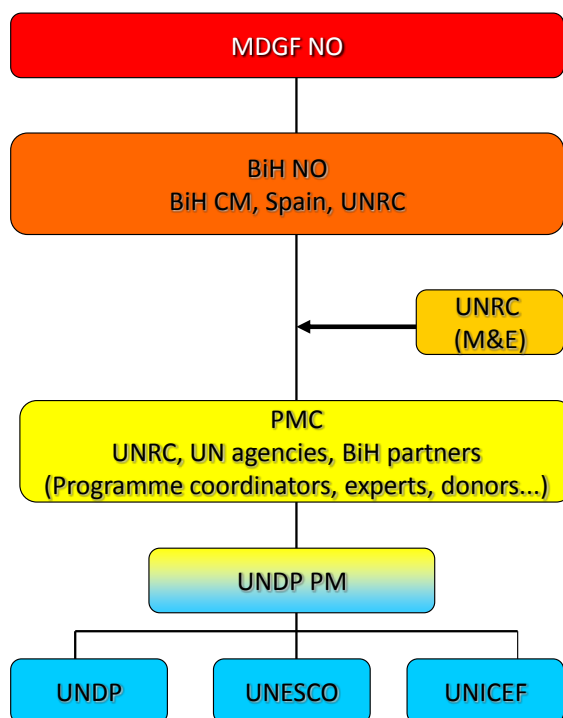 MDGF NO
BiH NO
BiH CM, Spain, UNRC
UNRC
(M&E)
PMC
UNRC, UN agencies, BiH partners
(Programme coordinators, experts, donors...)
UNDP PM
UNDP
UNESCO
UNICEF